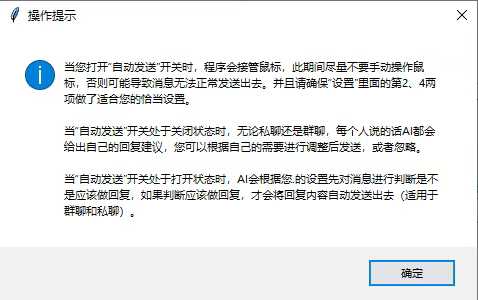 操作提示
当您打开“自动发送”开关时，程序会接管鼠标，此期间尽量不要手动操作鼠
标，否则可能导致消息无法正常发送出去。并且请确保“设置”里面的第2、4两
项做了适合您的恰当设置。
当“自动发送”开关处于关闭状态时，无论私聊还是群聊，每个人说的话AI都会
给出自己的回复建议，您可以根据自己的需要进行调整后发送，或者忽略。
当“自动发送”开关处于打开状态时，AI会根据您.的设置先对消息进行判断是不
是应该做回复，如果判断应该做回复，才会将回复内容自动发送出去（适用于
群聊和私聊）。
确定